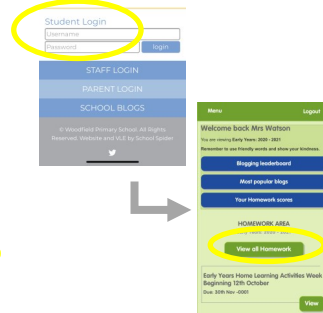 Student Login
Username
Password
login
STAFF LOGIN
PARENT LOGIN
SCHOOL BLOGS
© Woodfield Primary School. All Rights
Reserved. Website and VLE by School Spider
Menu
Logout
Welcome back Mrs Watson
You are viewing Early Years: 2020 - 2021
Remember to use friendly words and show your kindness.
Blogging leaderboard
Most popular blogs
Your Homework scores
HOMEWORK AREA
View all Homework
Early Years Home Learning Activities Week
Beginning 12th October
Due: 30th Nov -0001
View